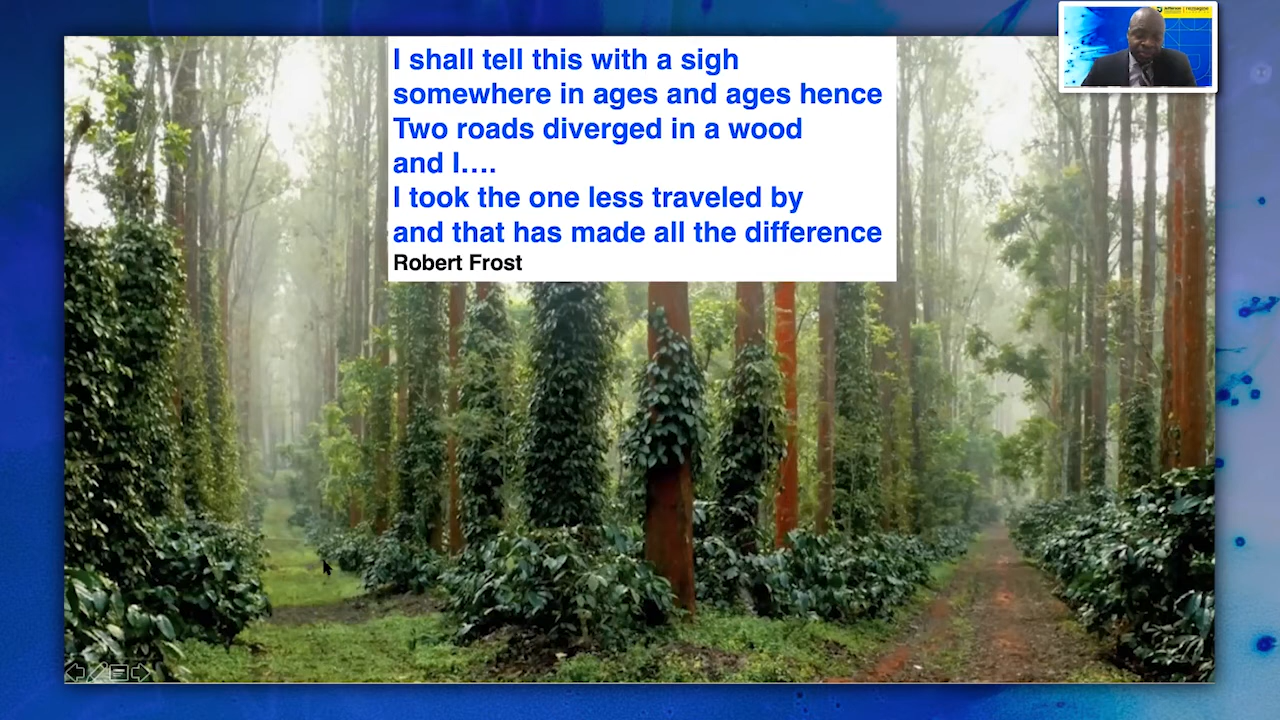 I shall tell this with a sigh
somewhere in ages and ages hence
Two roads diverged in a wood
and I....
I took the one less traveled by
and that has made all the difference
Robert Frost
Jefferson